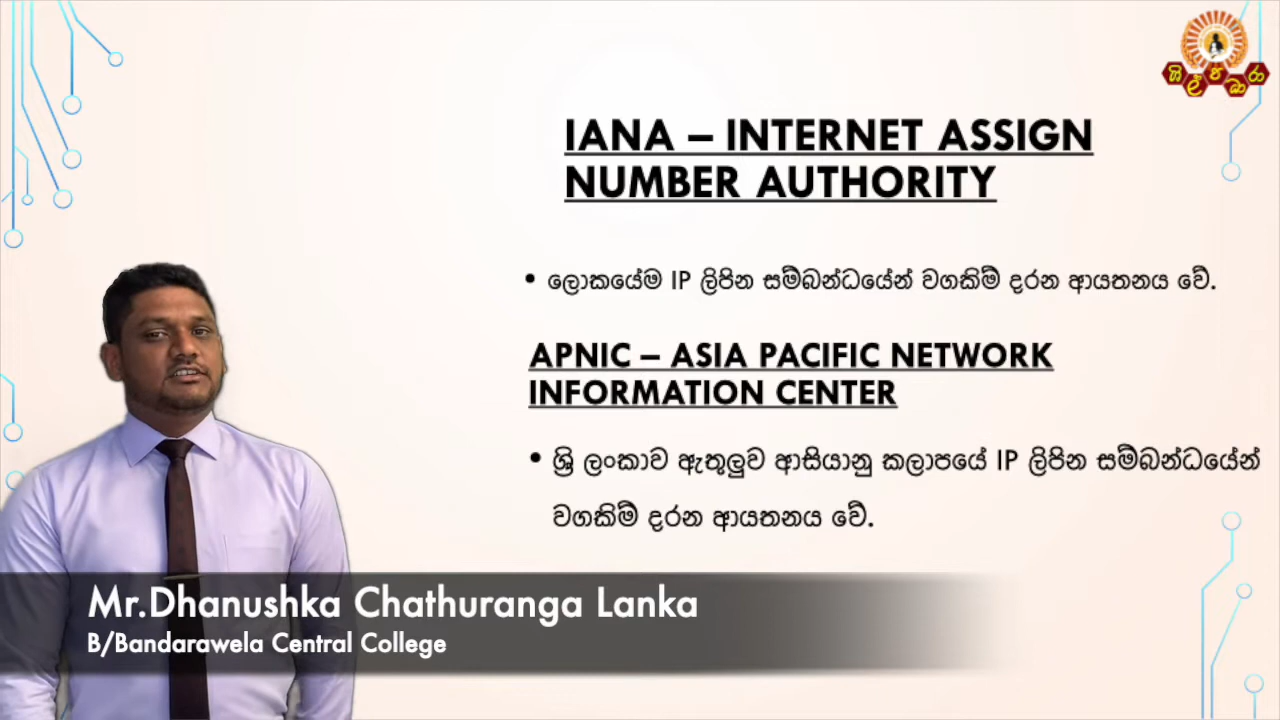 ශිල්පධාරා
IANA – INTERNET ASSIGN
NUMBER AUTHORITY
• ලොකයේම IP ලිපින සම්බන්ධයේන් වගකිම් දරන ආයතනය වේ.
APNIC – ASIA PACIFIC NETWORK
INFORMATION CENTER
• ශ්‍රි ලංකාව ඇතුලුව ආසියානු කලාපයේ IP ලිපින සම්බන්ධයේන්
වගකිම් දරන ආයතනය වේ.
Mr.Dhanushka Chathuranga Lanka
B/Bandarawela Central College